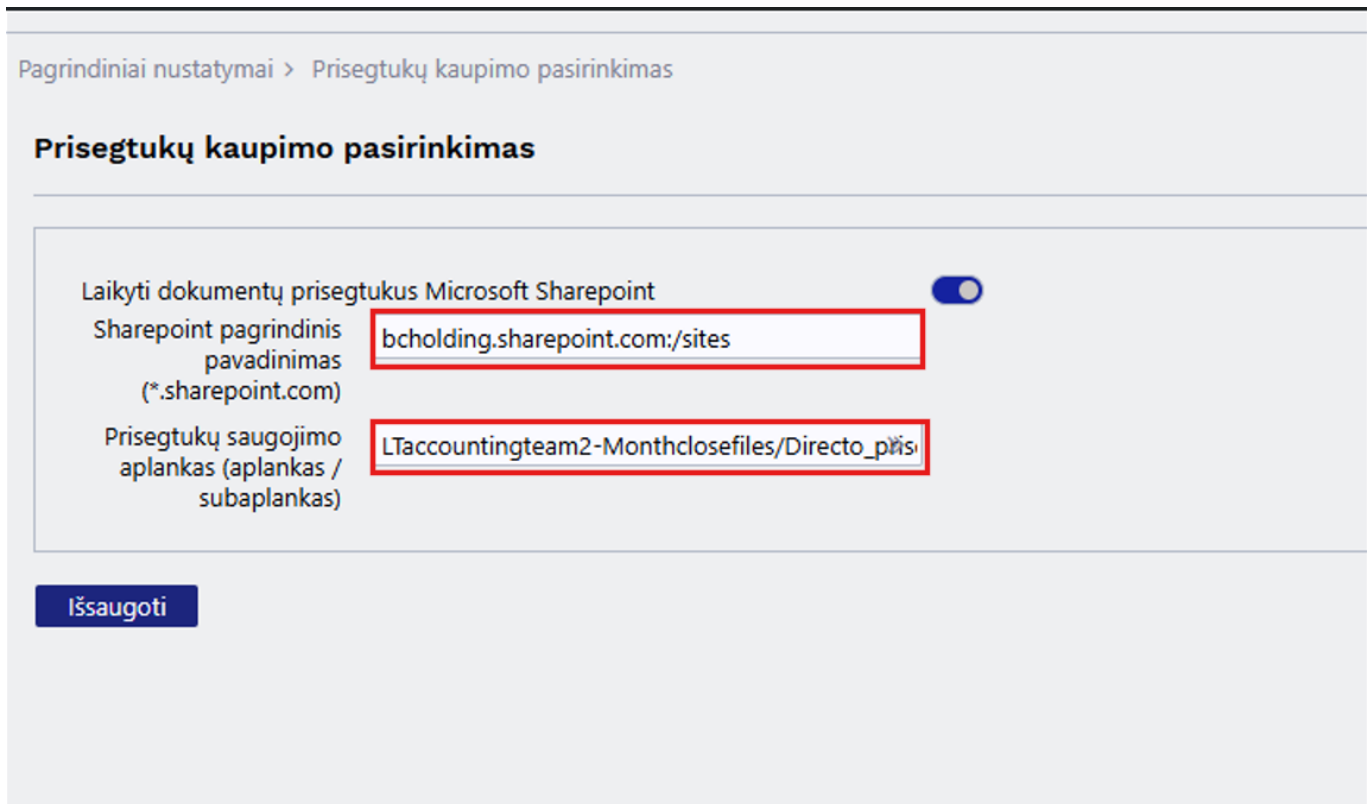 Pagrindiniai nustatymai > Prisegtukų kaupimo pasirinkimas
Prisegtukų kaupimo pasirinkimas
Laikyti dokumentų prisegtukus Microsoft Sharepoint
Sharepoint pagrindinis
pavadinimas
(*.sharepoint.com)
bcholding.sharepoint.com:/sites
Prisegtukų saugojimo
aplankas (aplankas /
subaplankas)
LTaccountingteam2-Monthclosefiles/
Išsaugoti